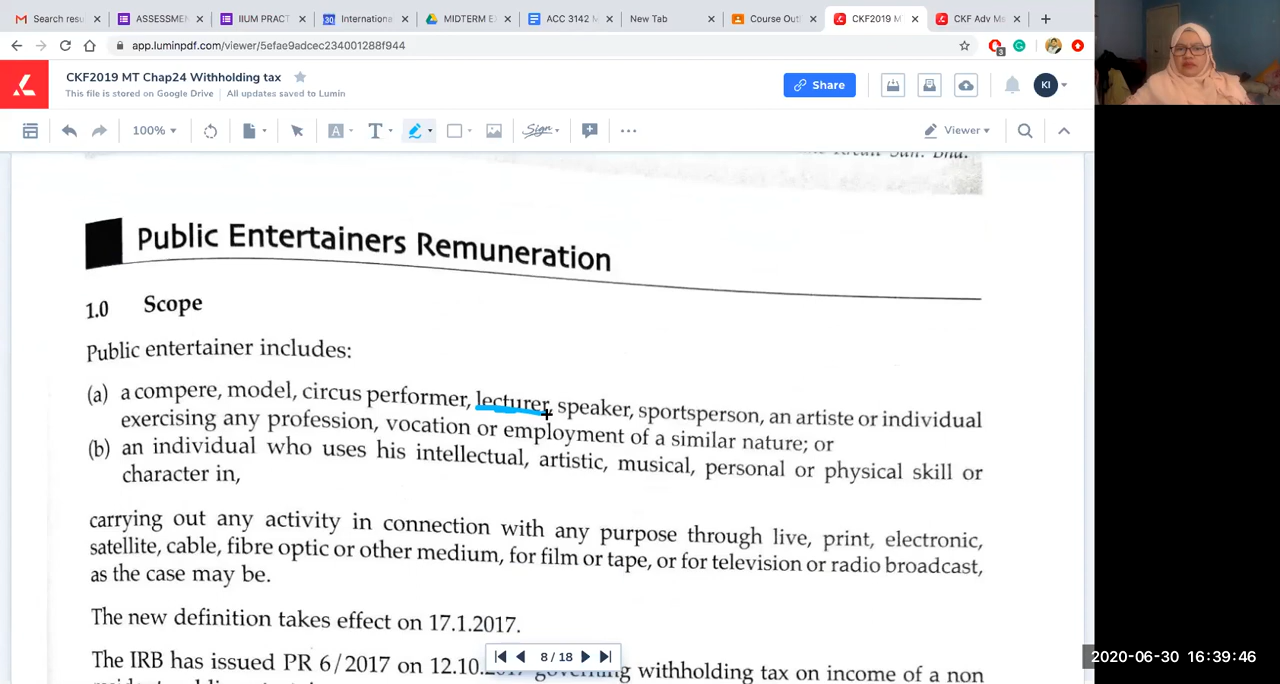 Search resu
ASSESSMEN
IIUM PRACT
Internationa
MIDTERM E
ACC 3142 M
New Tab
Course Out
CKF2019 M
CKF Adv Ms
app.luminpdf.com/viewer/5efae9adcec234001288f944
3
CKF2019 MT Chap24 Withholding tax
This file is stored on Google Drive
All updates saved to Lumin
Share
KI
100%
A
T
Sign
Viewer
Public Entertainers Remuneration
1.0 Scope
Public entertainer includes:
(a) a compere, model, circus performer, lecturer, speaker, sportsperson, an artiste or individual
exercising any profession, vocation or employment of a similar nature; or
(b) an individual who uses his intellectual, artistic, musical, personal or physical skill or
character in,
carrying out any activity in connection with any purpose through live, print, electronic,
satellite, cable, fibre optic or other medium, for film or tape, or for television or radio broadcast,
as the case may be.
The new definition takes effect on 17.1.2017.
The IRB has issued PR 6/2017 on 12.10. governing withholding tax on income of a non
8 / 18
2020-06-30 16:39:46